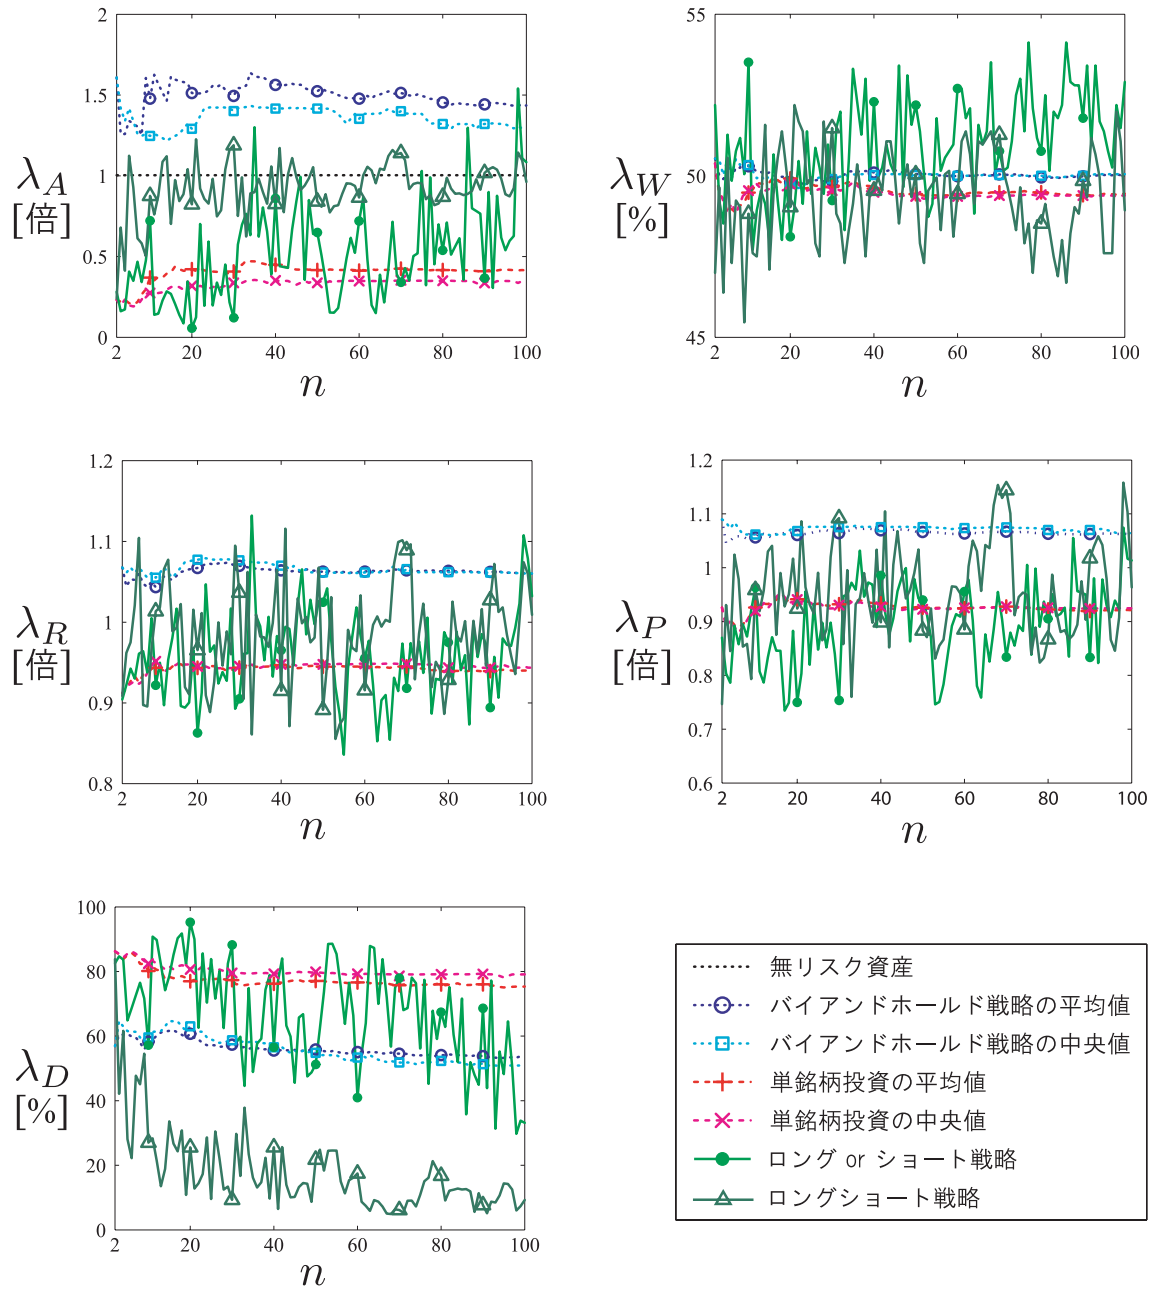 2
1.5
1
0.5
0
λA
[倍]
2 20 40 60 80 100
n
55
50
45
λW
[%]
2 20 40 60 80 100
n
1.2
1.1
1
0.9
0.8
λR
[倍]
2 20 40 60 80 100
n
1.2
1.1
1
0.9
0.8
0.7
0.6
λP
[倍]
2 20 40 60 80 100
n
100
80
60
40
20
0
λD
[%]
2 20 40 60 80 100
n
無リスク資産
バイアンドホールド戦略の平均値
バイアンドホールド戦略の中央値
単銘柄投資の平均値
単銘柄投資の中央値
ロング or ショート戦略
ロングショート戦略